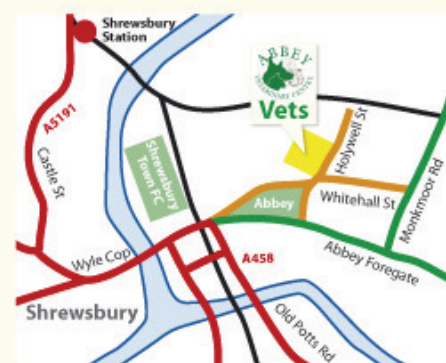 Shrewsbury
Station
A5191
Castle St
ABBEY
VETERINARY CENTRE
Vets
Holywell St
Shrewsbury
Town FC
Abbey
Whitehall St
Monkmoor Rd
Wyle Cop
A458
Abbey Foregate
Shrewsbury
Old Potts Rd